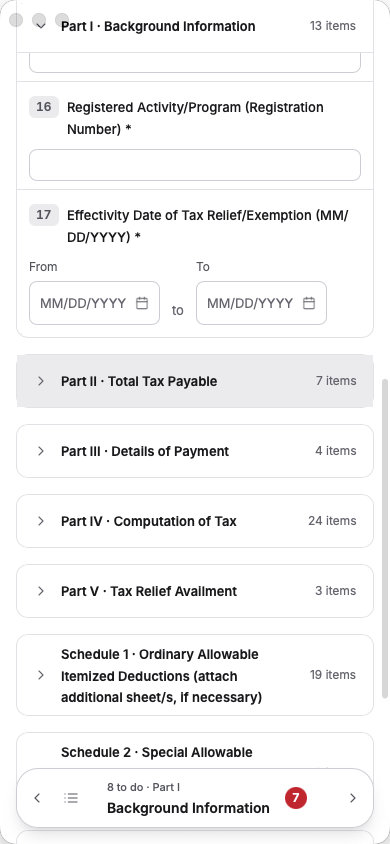 Part I · Background Information 13 items
16 Registered Activity/Program (Registration
Number) *
17 Effectivity Date of Tax Relief/Exemption (MM/
DD/YYYY) *
From To
MM/DD/YYYY to MM/DD/YYYY
Part II · Total Tax Payable 7 items
Part III · Details of Payment 4 items
Part IV · Computation of Tax 24 items
Part V · Tax Relief Availment 3 items
Schedule 1 · Ordinary Allowable
Itemized Deductions (attach
additional sheet/s, if necessary) 19 items
Schedule 2 · Special Allowable
8 to do · Part I
Background Information 7